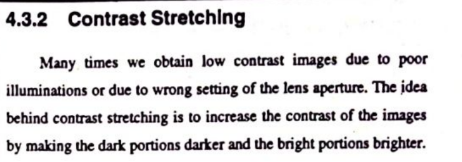 4.3.2 Contrast Stretching
Many times we obtain low contrast images due to poor
illuminations or due to wrong setting of the lens aperture. The idea
behind contrast stretching is to increase the contrast of the images
by making the dark portions darker and the bright portions brighter.